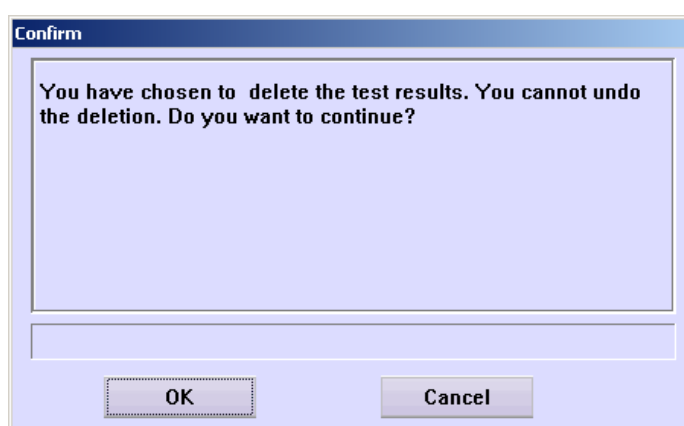 Confirm
You have chosen to  delete the test results. You cannot undo
the deletion. Do you want to continue?
OK
Cancel